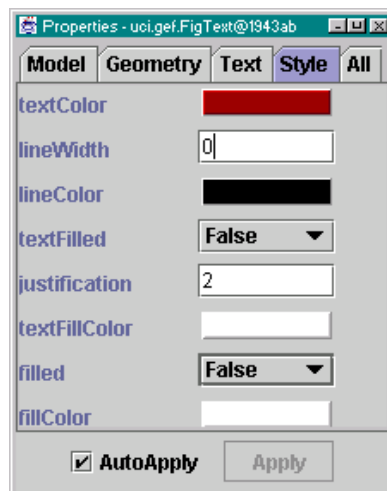 Properties - uci.gef.FigText@1943ab
Model Geometry Text Style All
textColor
lineWidth 0
lineColor
textFilled False
justification 2
textFillColor
filled False
fillColor
AutoApply Apply